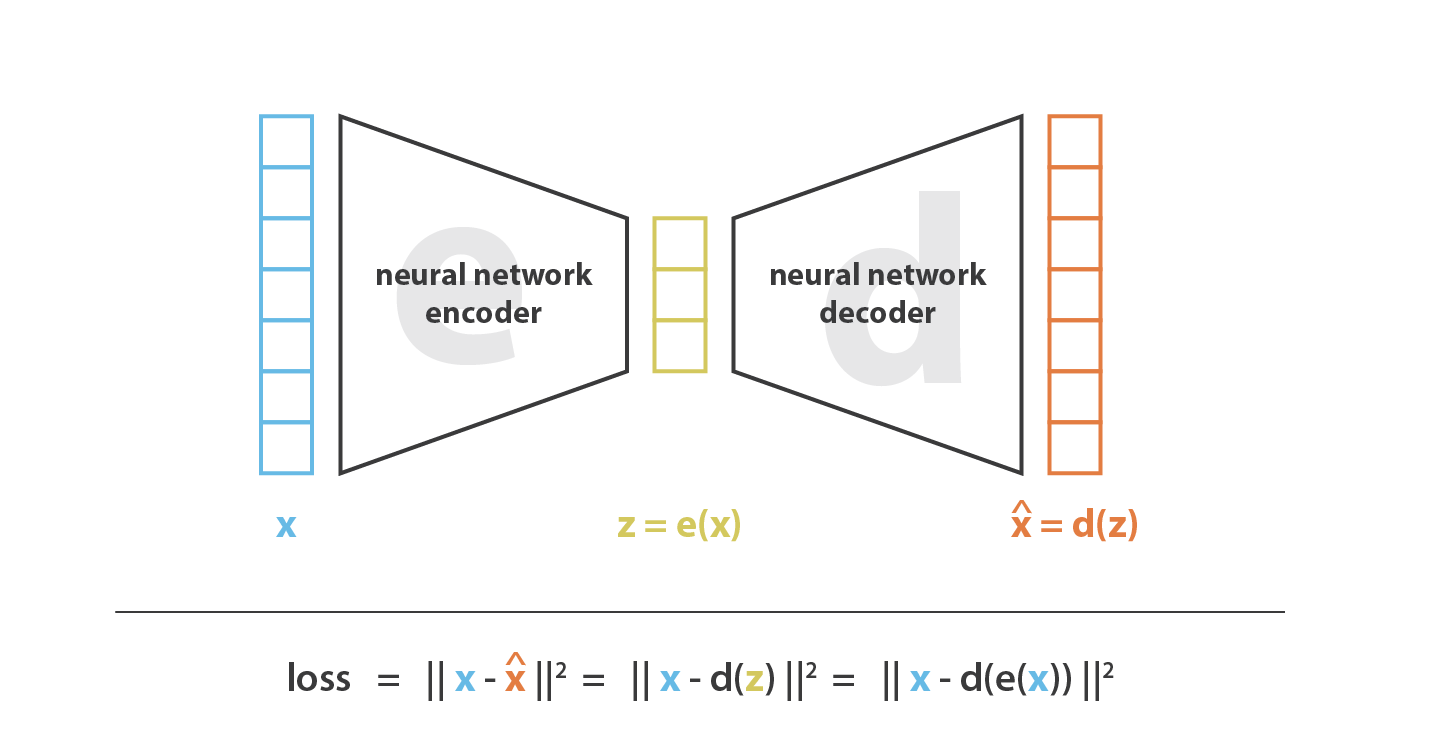 e
neural network
encoder
d
neural network
decoder
x
z = e(x)
x̂ = d(z)
loss = || x - x̂ ||² = || x - d(z) ||² = || x - d(e(x)) ||²